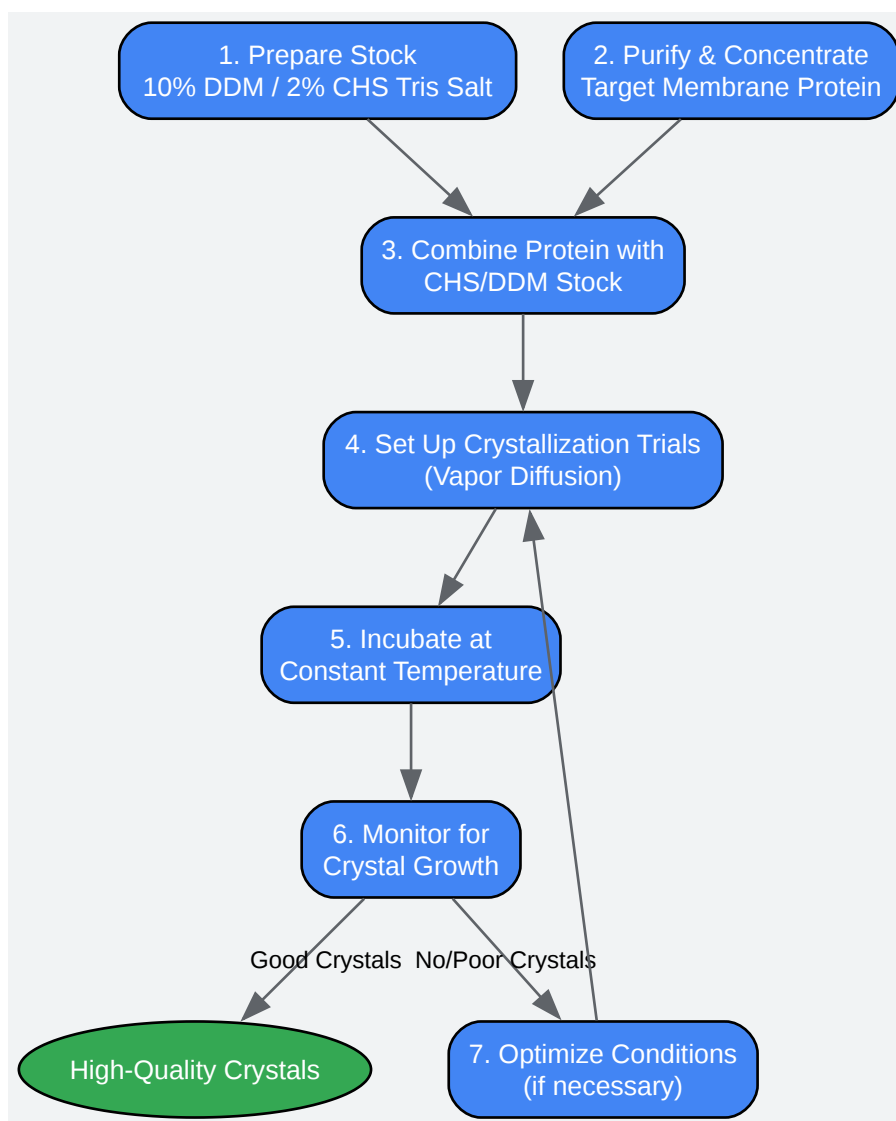 1. Prepare Stock
10% DDM / 2% CHS Tris Salt
2. Purify & Concentrate
Target Membrane Protein
3. Combine Protein with
CHS/DDM Stock
4. Set Up Crystallization Trials
(Vapor Diffusion)
5. Incubate at
Constant Temperature
6. Monitor for
Crystal Growth
Good Crystals
No/Poor Crystals
High-Quality Crystals
7. Optimize Conditions
(if necessary)